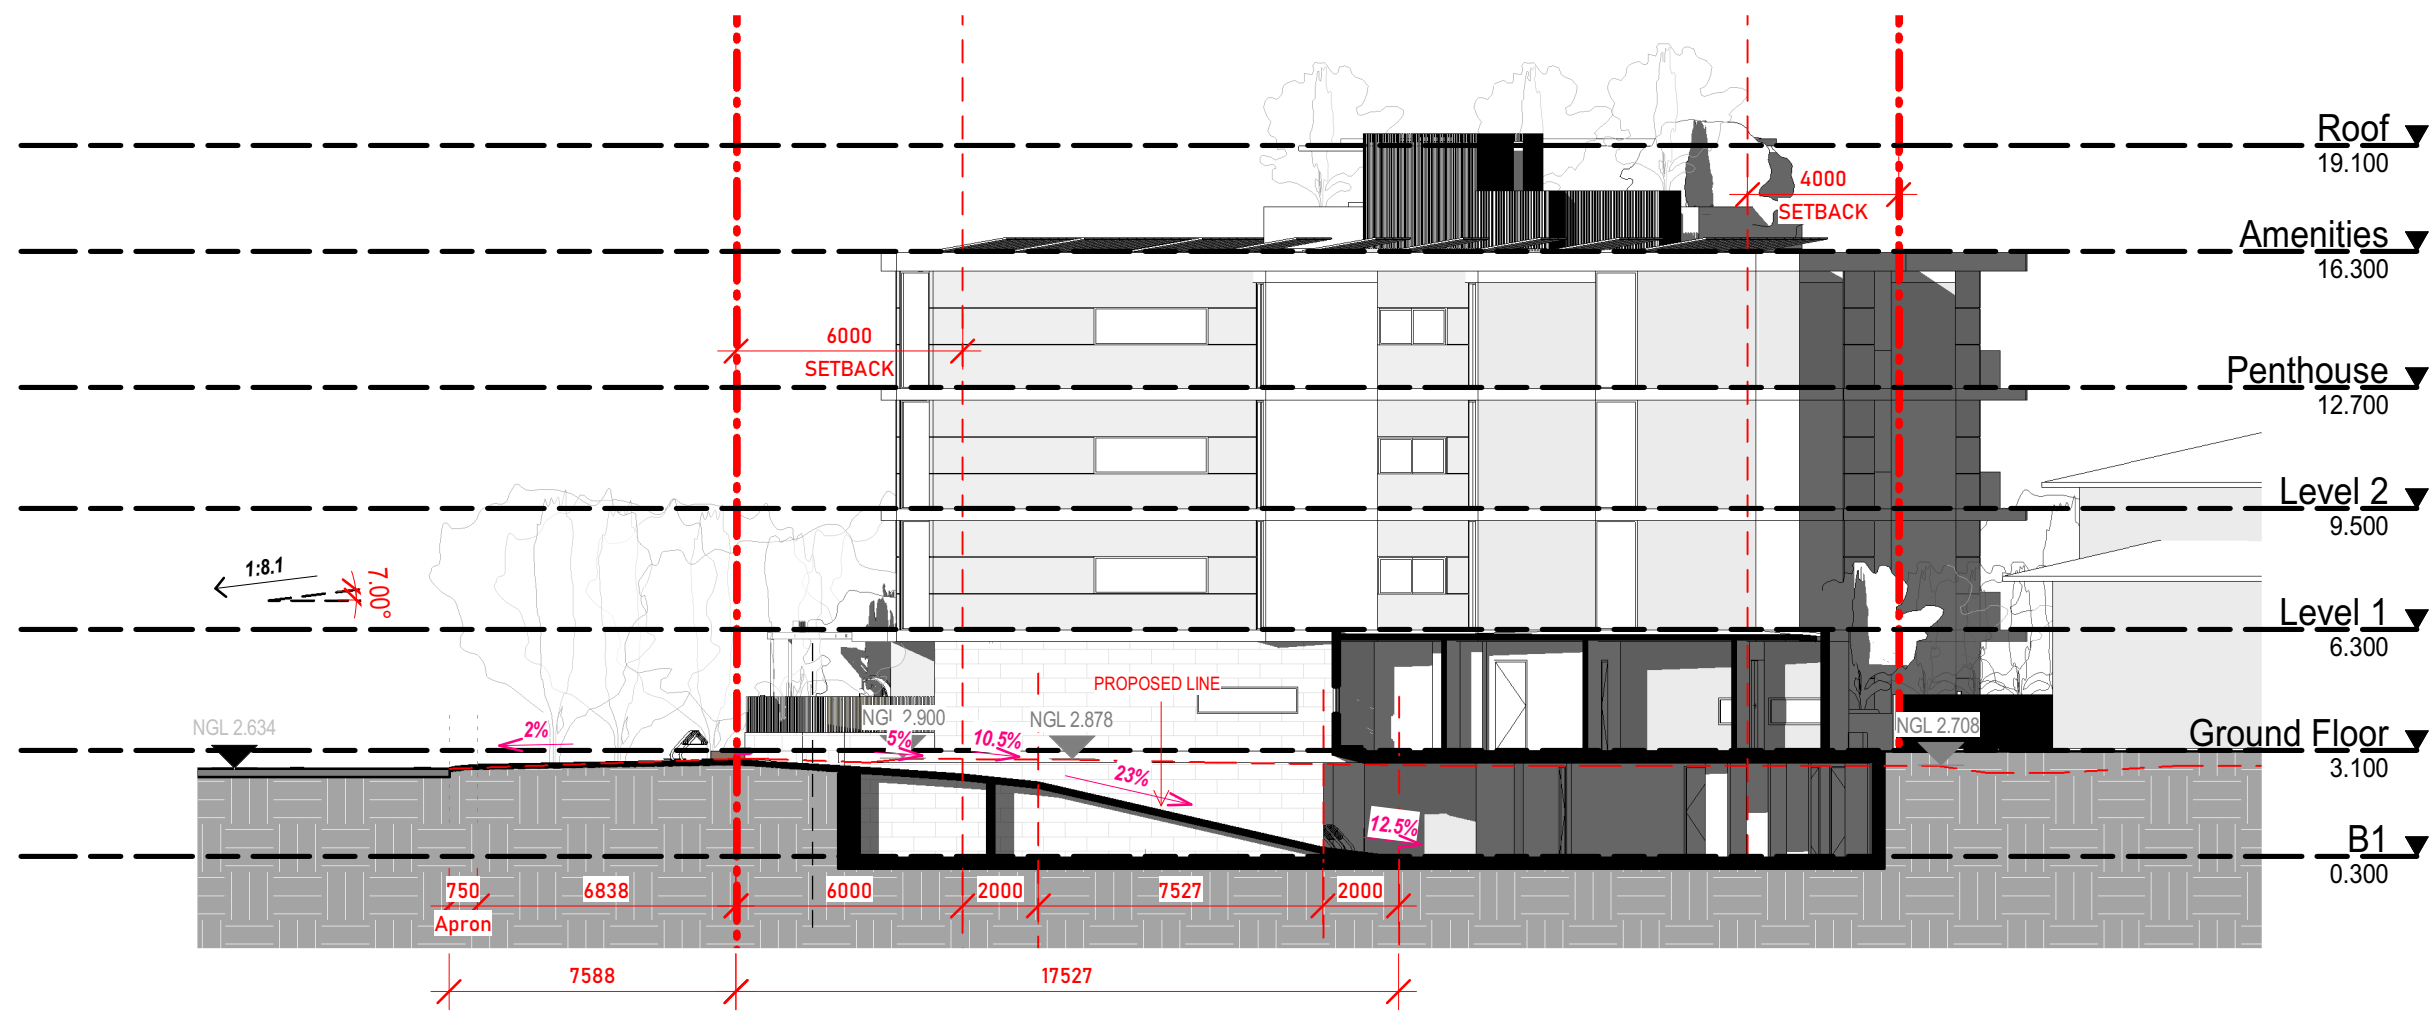 Roof
19.100
4000
SETBACK
Amenities
16.300
6000
SETBACK
Penthouse
12.700
Level 2
9.500
1:8.1
7.00°
Level 1
6.300
PROPOSED LINE
NGL 2.634
2%
NGL 2.900
NGL 2.878
NGL 2.708
5%
10.5%
Ground Floor
3.100
23%
12.5%
B1
0.300
750
6838
6000
2000
7527
2000
Apron
7588
17527